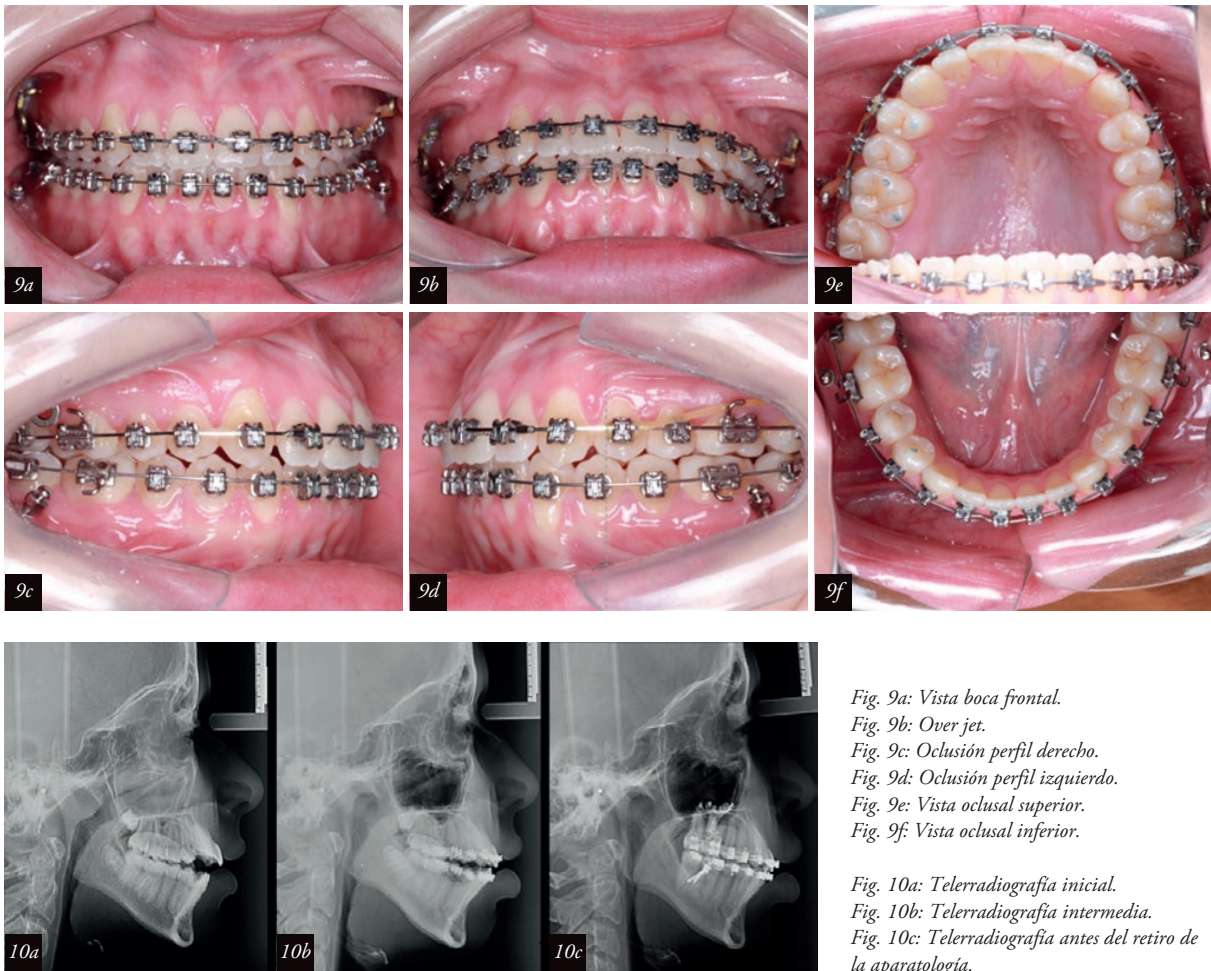 9a
9b
9e
9c
9d
9f
10a
10b
10c
Fig. 9a: Vista boca frontal.
Fig. 9b: Over jet.
Fig. 9c: Oclusión perfil derecho.
Fig. 9d: Oclusión perfil izquierdo.
Fig. 9e: Vista oclusal superior.
Fig. 9f: Vista oclusal inferior.
Fig. 10a: Telerradiografía inicial.
Fig. 10b: Telerradiografía intermedia.
Fig. 10c: Telerradiografía antes del retiro de
la aparatología.